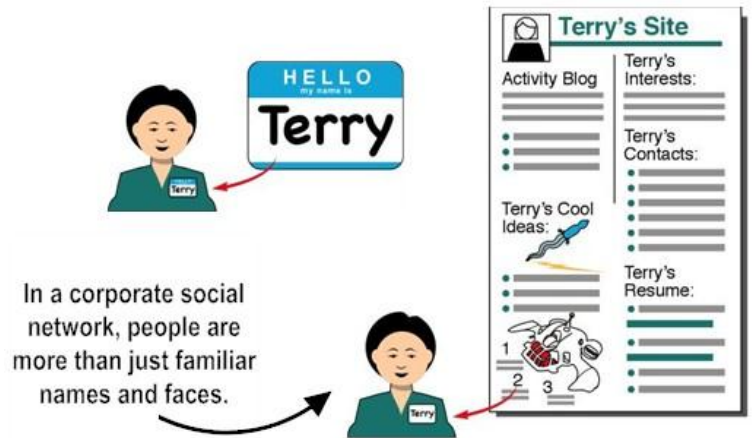 HELLO
my name is
Terry
Terry
In a corporate social
network, people are
more than just familiar
names and faces.
Terry
Terry's Site
Activity Blog
Terry's Cool
Ideas:
1
2
3
Terry's
Interests:
Terry's
Contacts:
Terry's
Resume: